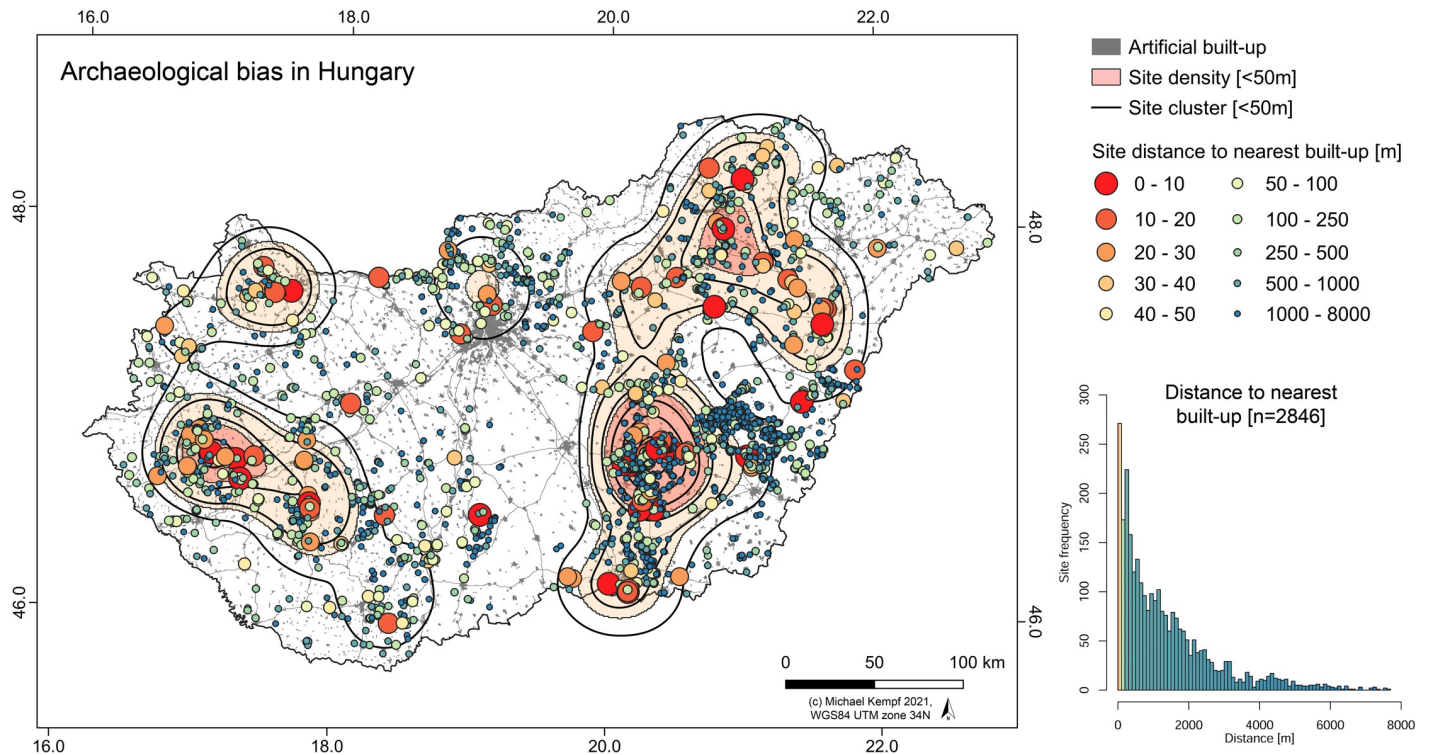 16.0
18.0
20.0
22.0
Archaeological bias in Hungary
48.0
46.0
48.0
46.0
0 50 100 km
(c) Michael Kempf 2021,
WGS84 UTM zone 34N
N
16.0
18.0
20.0
22.0
Artificial built-up
Site density [<50m]
Site cluster [<50m]
Site distance to nearest built-up [m]
0 - 10
10 - 20
20 - 30
30 - 40
40 - 50
50 - 100
100 - 250
250 - 500
500 - 1000
1000 - 8000
Distance to nearest
built-up [n=2846]
Site frequency
300
250
200
150
100
50
0
0
2000
4000
6000
8000
Distance [m]